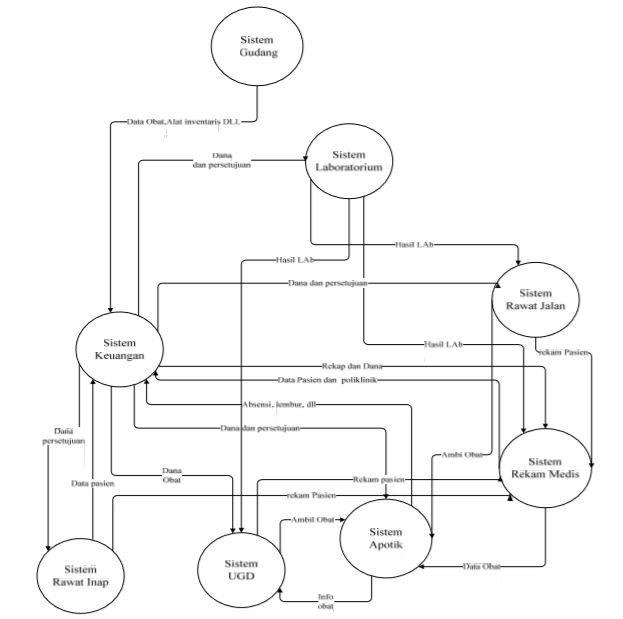 Sistem
Gudang
Data Obat,Alat inventaris DLL
Dana
dan persetujuan
Sistem
Laboratorium
Hasil LAb
Hasil LAb
Dana dan persetujuan
Sistem
Rawat Jalan
Sistem
Keuangan
Hasil LAb
rekam Pasien
Rekap dan Dana
Data Pasien dan poliklinik
Absensi, lembur, dll
Dana dan persetujuan
Dana
persetujuan
Ambi Obat
Sistem
Rekam Medis
Dana
Obat
Data pasien
Rekam pasien
rekam Pasien
Ambil Obat
Sistem
Apotik
Sistem
Rawat Inap
Sistem
UGD
Data Obat
Info
obat